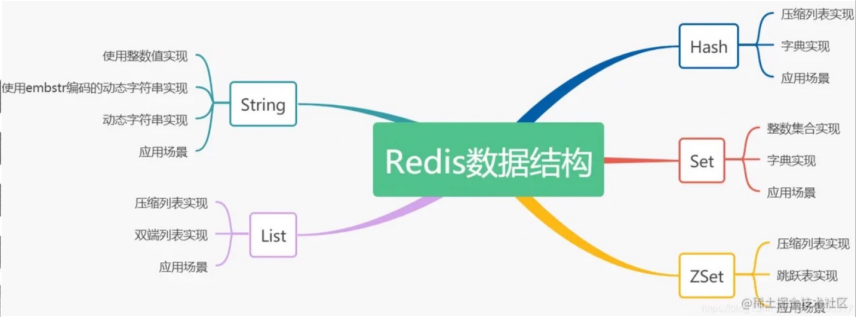 Redis数据结构
String
使用整数值实现
使用embstr编码的动态字符串实现
动态字符串实现
应用场景
List
压缩列表实现
双端列表实现
应用场景
Hash
压缩列表实现
字典实现
应用场景
Set
整数集合实现
字典实现
应用场景
ZSet
压缩列表实现
跳跃表实现
应用场景
@稀土掘金技术社区